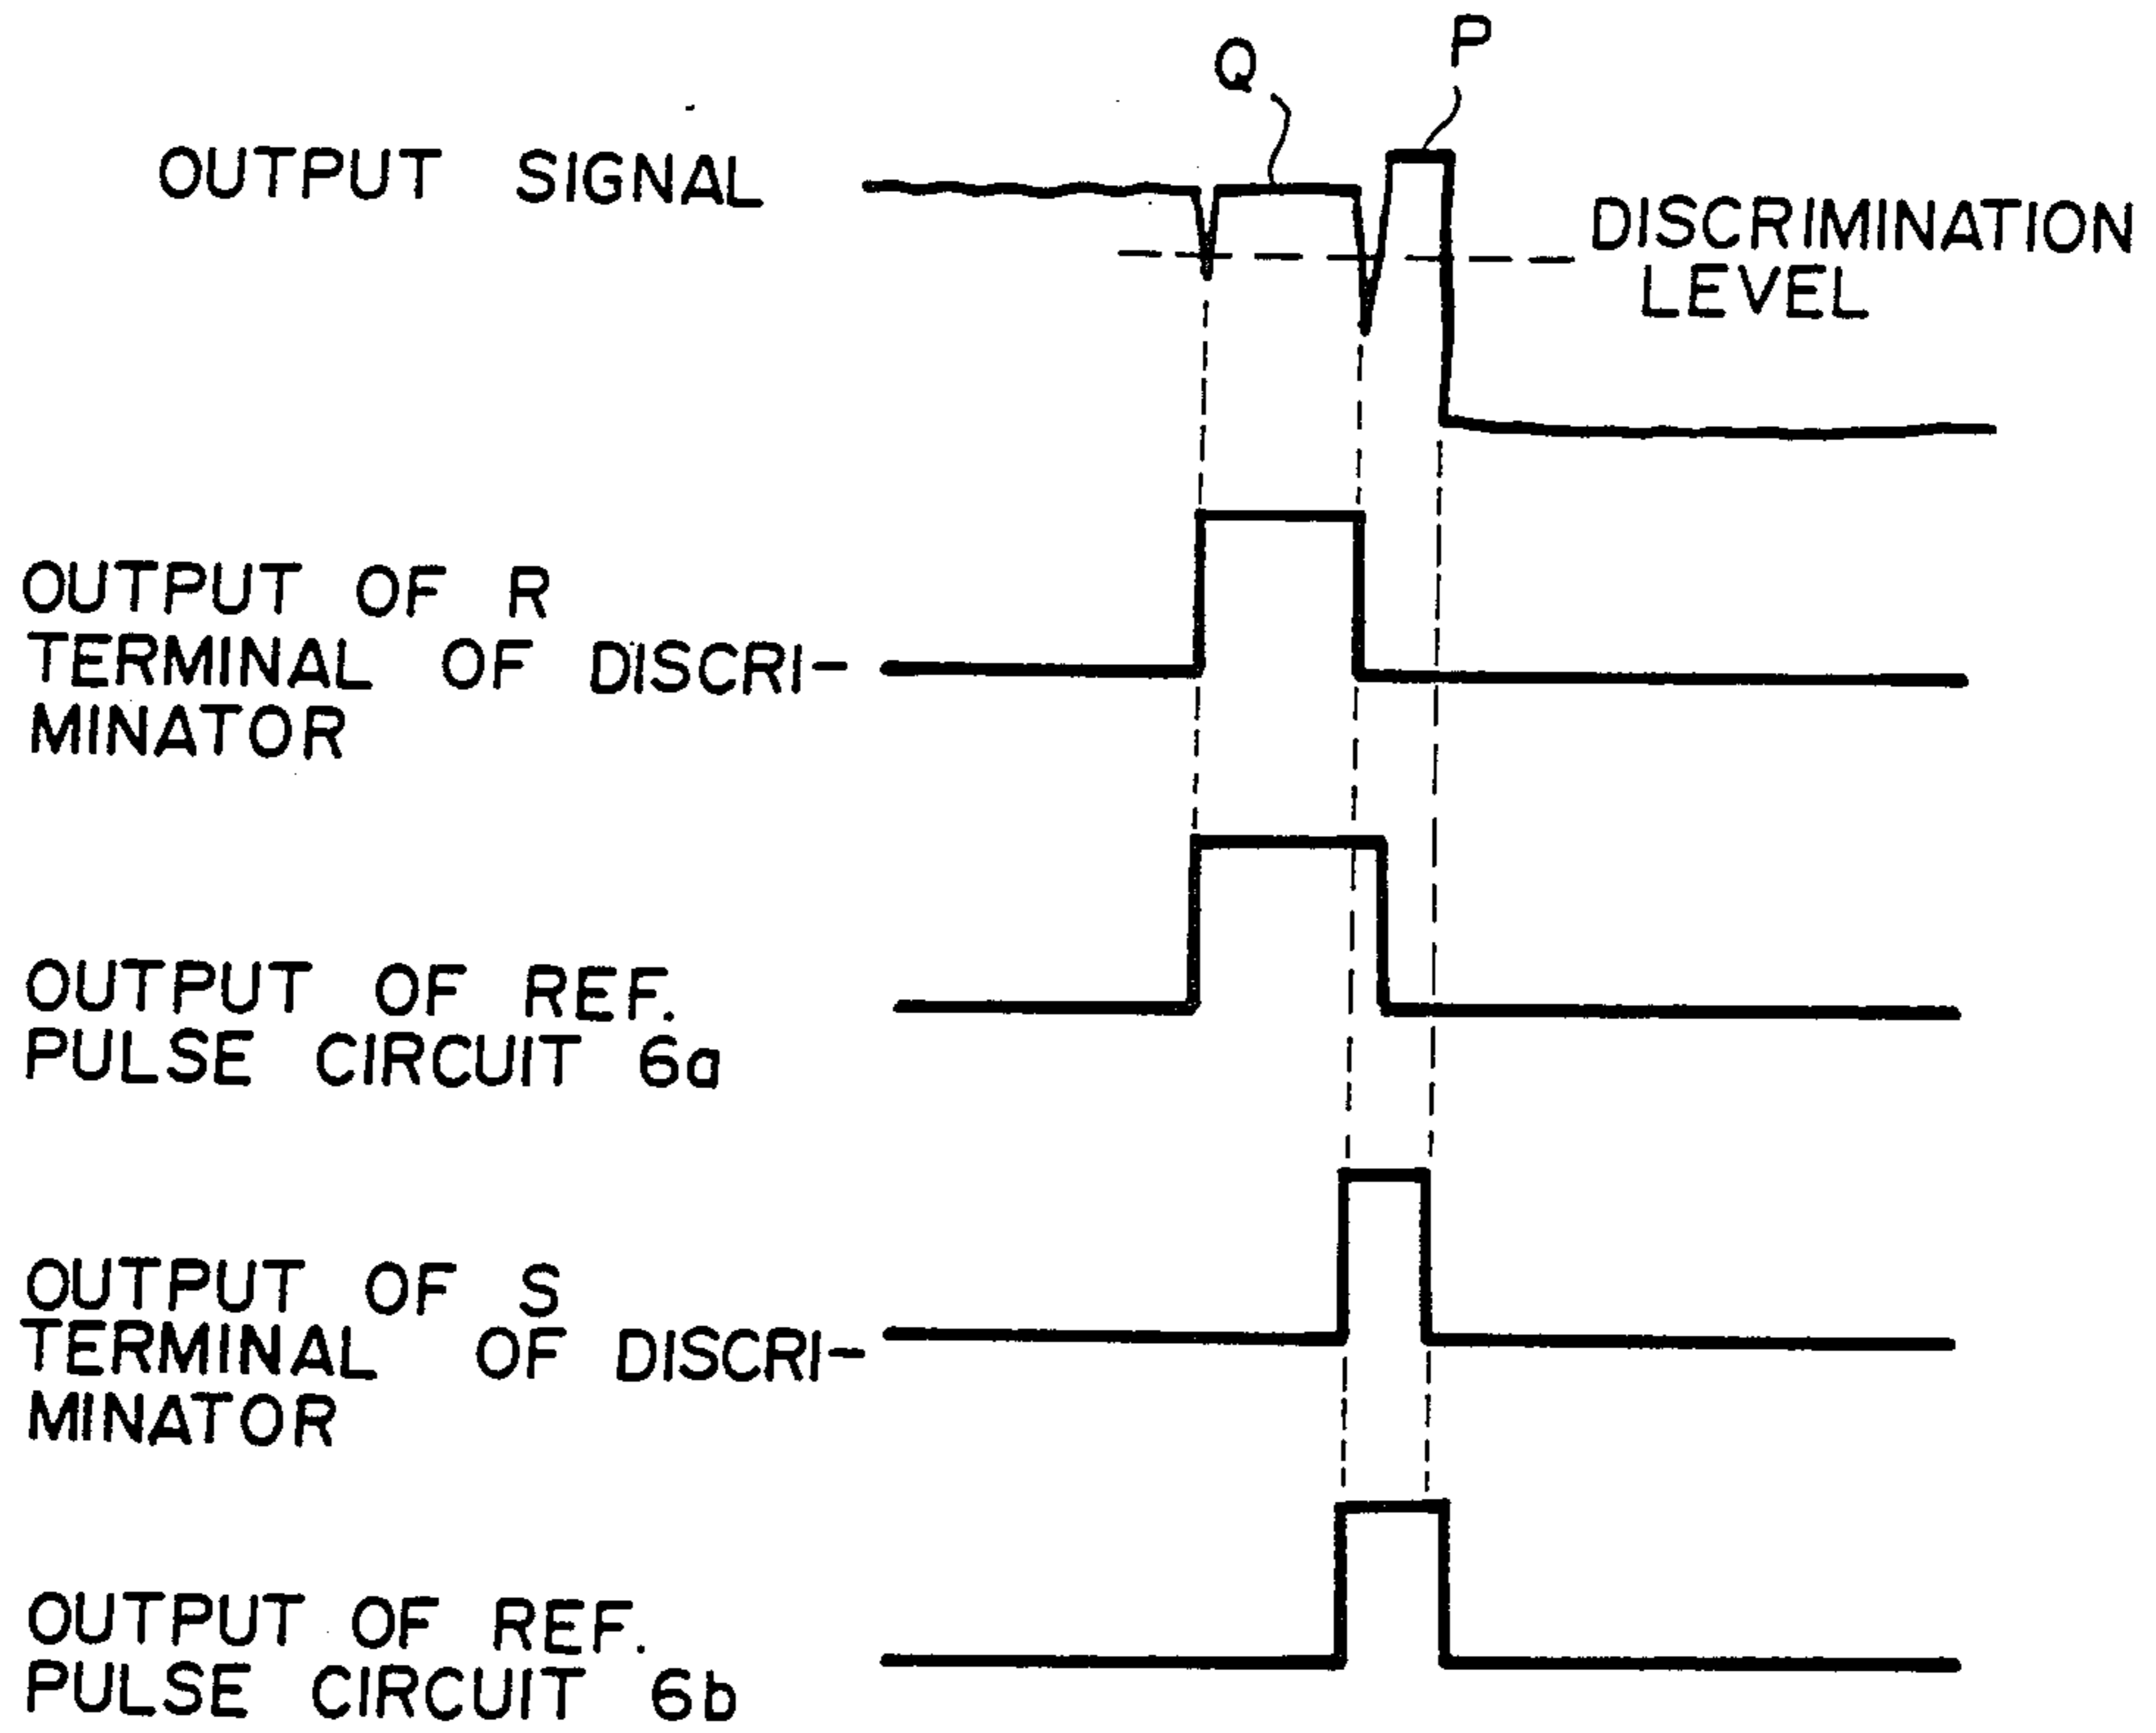 Q
P
OUTPUT SIGNAL
DISCRIMINATION
LEVEL
OUTPUT OF R
TERMINAL OF DISCRI-
MINATOR
OUTPUT OF REF.
PULSE CIRCUIT 6a
OUTPUT OF S
TERMINAL OF DISCRI-
MINATOR
OUTPUT OF REF.
PULSE CIRCUIT 6b